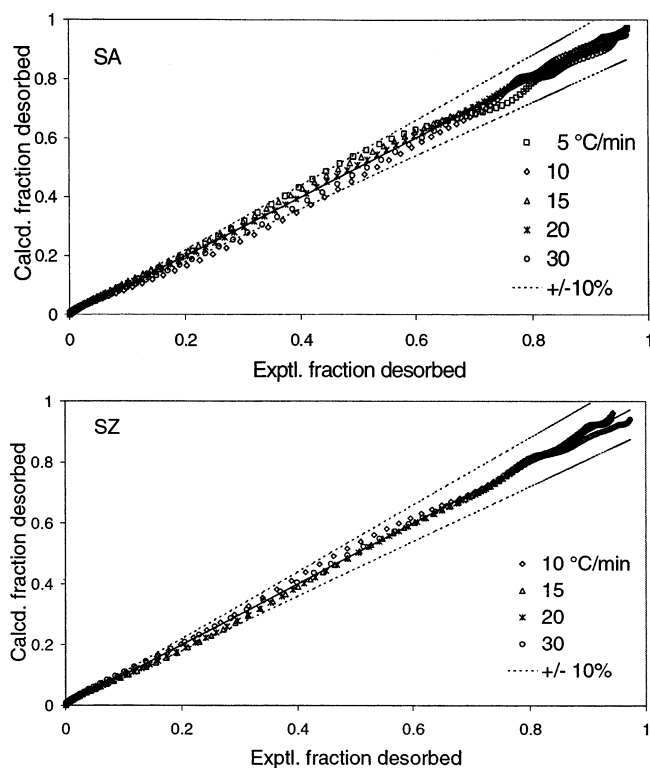 1
SA
0.8
0.6
0.4
0.2
0
Calcd. fraction desorbed
5 °C/min
10
15
20
30
+/-10%
0 0.2 0.4 0.6 0.8 1
Exptl. fraction desorbed
1
SZ
0.8
0.6
0.4
0.2
0
Calcd. fraction desorbed
10 °C/min
15
20
30
+/- 10%
0 0.2 0.4 0.6 0.8 1
Exptl. fraction desorbed